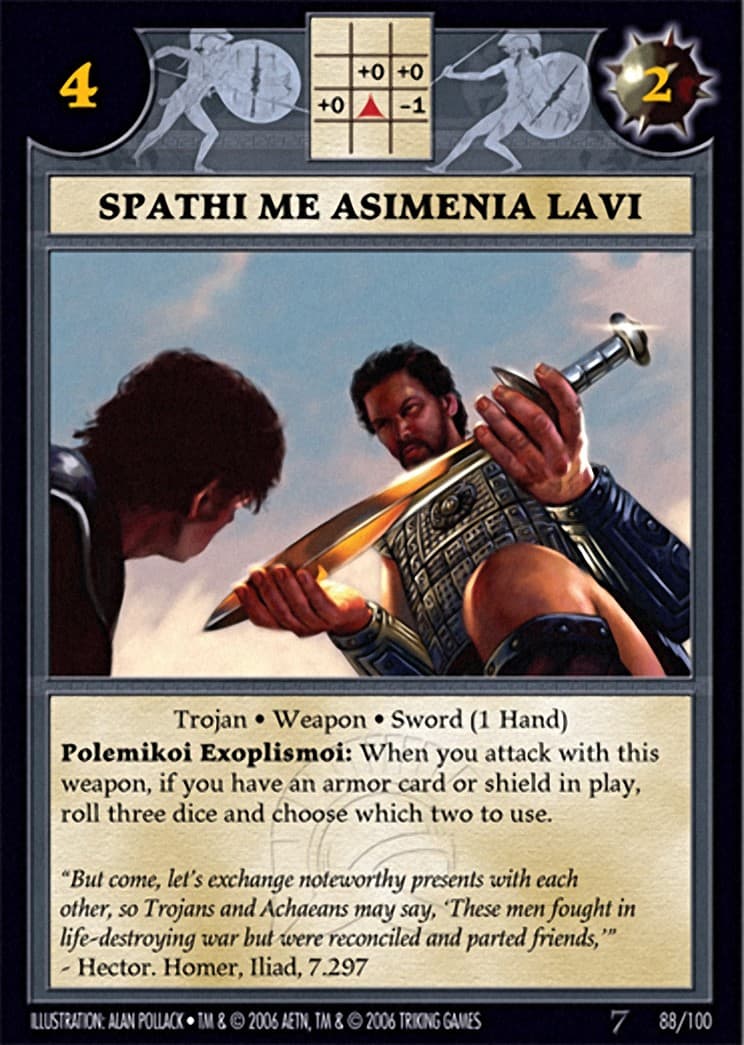 4
2
+0 +0
+0 -1
SPATHI ME ASIMENIA LAVI
Trojan • Weapon • Sword (1 Hand)
Polemikoi Exoplismoi: When you attack with this
weapon, if you have an armor card or shield in play,
roll three dice and choose which two to use.
“But come, let’s exchange noteworthy presents with each
other, so Trojans and Achaeans may say, ‘These men fought in
life-destroying war but were reconciled and parted friends,’”
- Hector. Homer, Iliad, 7.297
ILLUSTRATION: ALAN POLLACK • TM & © 2006 AETN, TM & © 2006 TRIKING GAMES 7 88/100